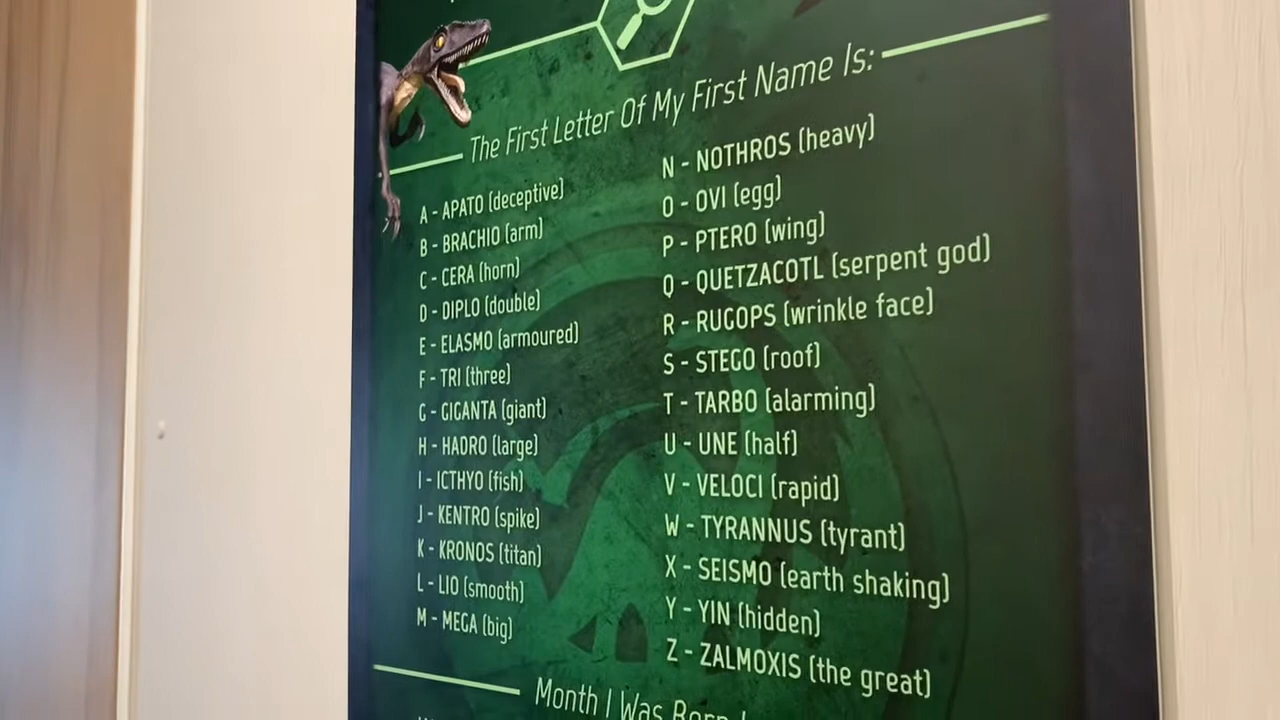 The First Letter Of My First Name Is:
A - APATO (deceptive)
B - BRACHIO (arm)
C - CERA (horn)
D - DIPLO (double)
E - ELASMO (armoured)
F - TRI (three)
G - GIGANTA (giant)
H - HADRO (large)
I - ICTHYO (fish)
J - KENTRO (spike)
K - KRONOS (titan)
L - LIO (smooth)
M - MEGA (big)
N - NOTHROS (heavy)
O - OVI (egg)
P - PTERO (wing)
Q - QUETZACOTL (serpent god)
R - RUGOPS (wrinkle face)
S - STEGO (roof)
T - TARBO (alarming)
U - UNE (half)
V - VELOCI (rapid)
W - TYRANNUS (tyrant)
X - SEISMO (earth shaking)
Y - YIN (hidden)
Z - ZALMOXIS (the great)
Month I Was Born